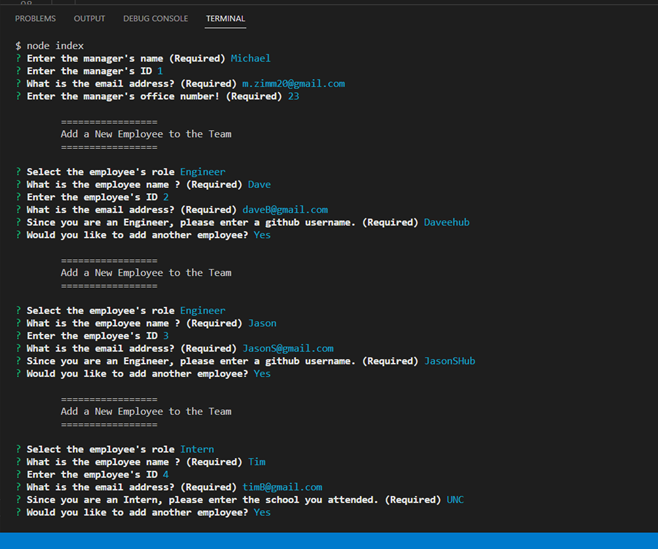 PROBLEMS OUTPUT DEBUG CONSOLE TERMINAL
$ node index
? Enter the manager's name (Required) Michael
? Enter the manager's ID 1
? What is the email address? (Required) m.zimm20@gmail.com
? Enter the manager's office number! (Required) 23
=================
Add a New Employee to the Team
=================
? Select the employee's role Engineer
? What is the employee name ? (Required) Dave
? Enter the employee's ID 2
? What is the email address? (Required) daveB@gmail.com
? Since you are an Engineer, please enter a github username. (Required) Daveehub
? Would you like to add another employee? Yes
=================
Add a New Employee to the Team
=================
? Select the employee's role Engineer
? What is the employee name ? (Required) Jason
? Enter the employee's ID 3
? What is the email address? (Required) JasonS@gmail.com
? Since you are an Engineer, please enter a github username. (Required) JasonSHub
? Would you like to add another employee? Yes
=================
Add a New Employee to the Team
=================
? Select the employee's role Intern
? What is the employee name ? (Required) Tim
? Enter the employee's ID 4
? What is the email address? (Required) timB@gmail.com
? Since you are an Intern, please enter the school you attended. (Required) UNC
? Would you like to add another employee? Yes